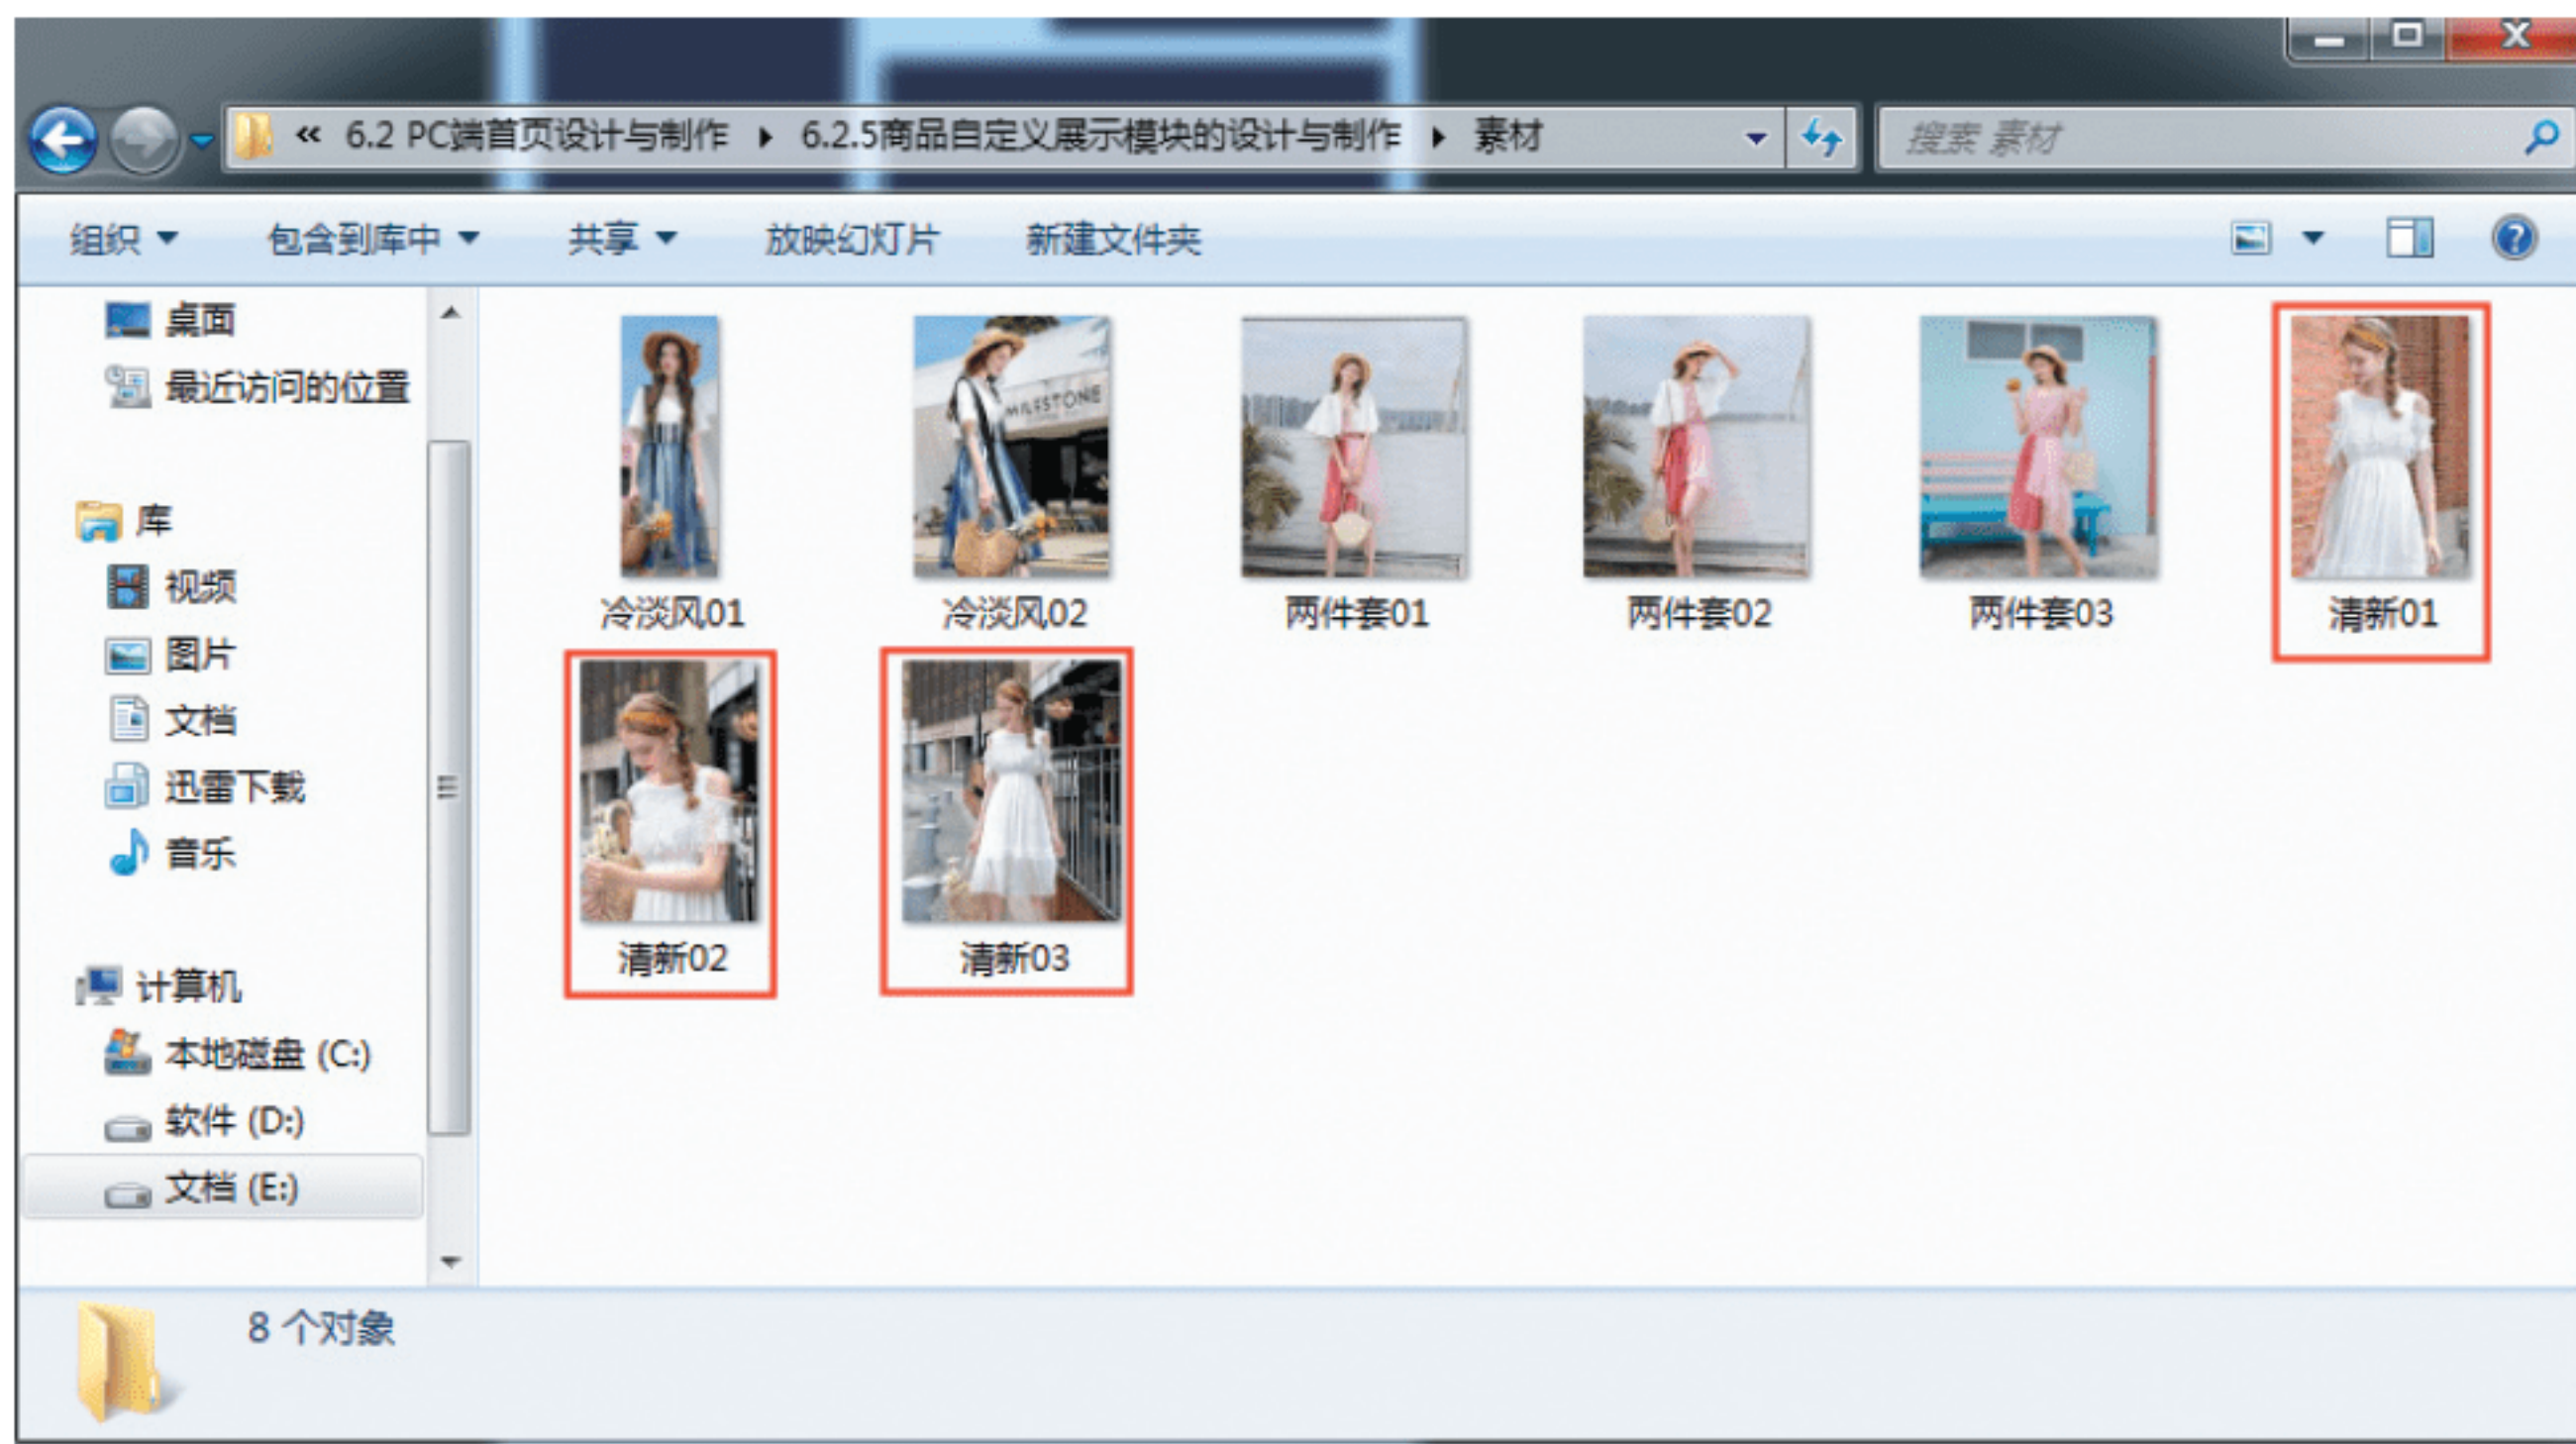 « 6.2 PC端首页设计与制作 ▸ 6.2.5商品自定义展示模块的设计与制作 ▸ 素材
搜索 素材
组织 包含到库中 共享 放映幻灯片 新建文件夹
桌面
最近访问的位置
库
视频
图片
文档
迅雷下载
音乐
计算机
本地磁盘 (C:)
软件 (D:)
文档 (E:)
MILESTONE
冷淡风01 冷淡风02 两件套01 两件套02 两件套03 清新01
清新02 清新03
8 个对象